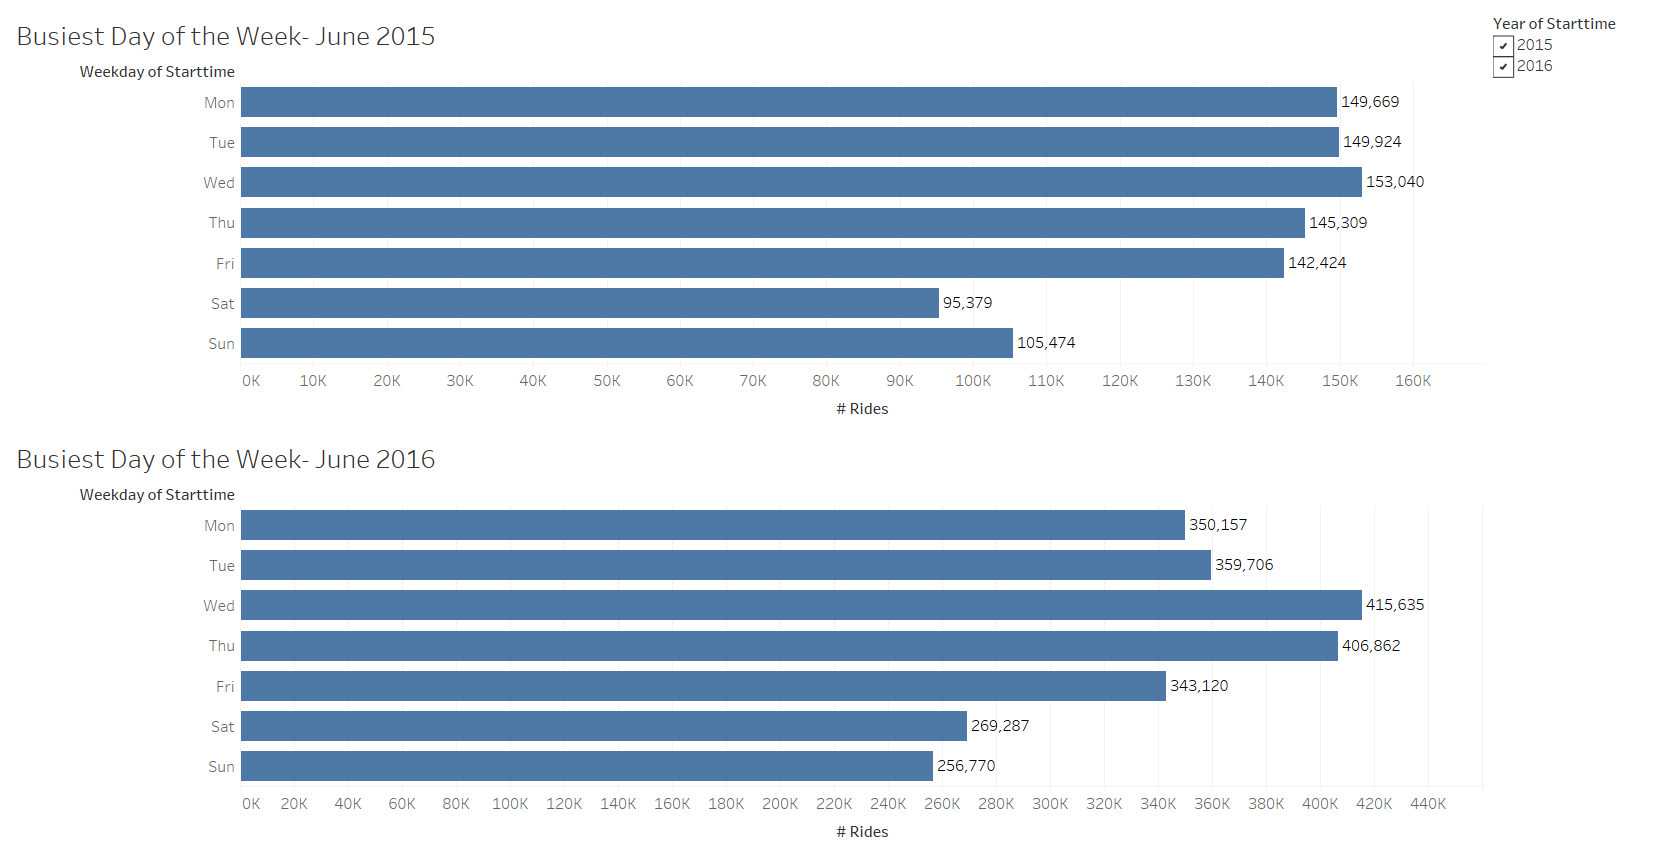 Busiest Day of the Week- June 2015
Year of Starttime
2015
2016
Weekday of Starttime
Mon 149,669
Tue 149,924
Wed 153,040
Thu 145,309
Fri 142,424
Sat 95,379
Sun 105,474
0K 10K 20K 30K 40K 50K 60K 70K 80K 90K 100K 110K 120K 130K 140K 150K 160K
# Rides
Busiest Day of the Week- June 2016
Weekday of Starttime
Mon 350,157
Tue 359,706
Wed 415,635
Thu 406,862
Fri 343,120
Sat 269,287
Sun 256,770
0K 20K 40K 60K 80K 100K 120K 140K 160K 180K 200K 220K 240K 260K 280K 300K 320K 340K 360K 380K 400K 420K 440K
# Rides